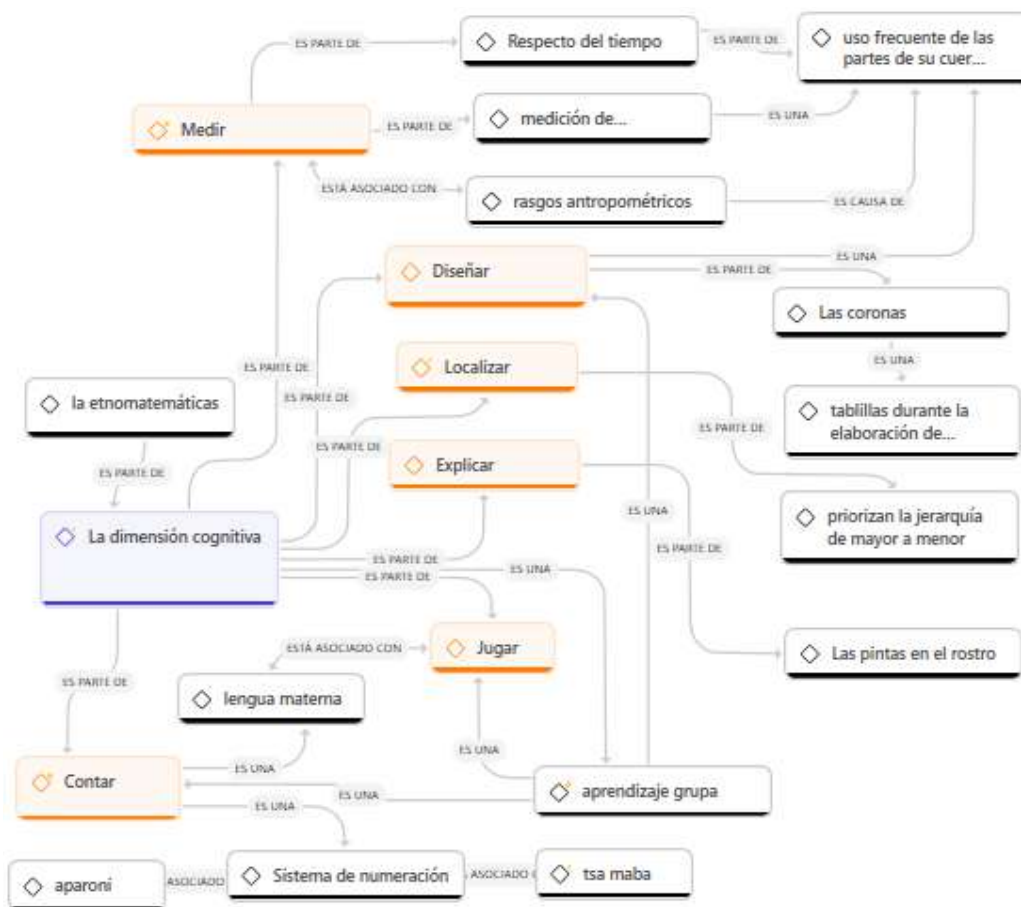 ES PARTE DE
Respecto del tiempo
ES PARTE DE
uso frecuente de las
partes de su cuer...
Medir
ES PARTE DE
medición de...
ES UNA
ESTÁ ASOCIADO CON
rasgos antropométricos
ES CAUSA DE
Diseñar
ES UNA
ES PARTE DE
Las coronas
ES UNA
Localizar
ES PARTE DE
la etnomatemáticas
ES PARTE DE
tablillas durante la
elaboración de...
ES PARTE DE
ES PARTE DE
ES PARTE DE
Explicar
La dimensión cognitiva
ES UNA
priorizan la jerarquía
de mayor a menor
ES PARTE DE
ES PARTE DE
ES UNA
ES PARTE DE
Jugar
ESTÁ ASOCIADO CON
Las pintas en el rostro
ES PARTE DE
lengua materna
ES UNA
Contar
ES UNA
ES UNA
aprendizaje grupa
ES UNA
aparoni
ASOCIADO
Sistema de numeración
ASOCIADO
tsa maba